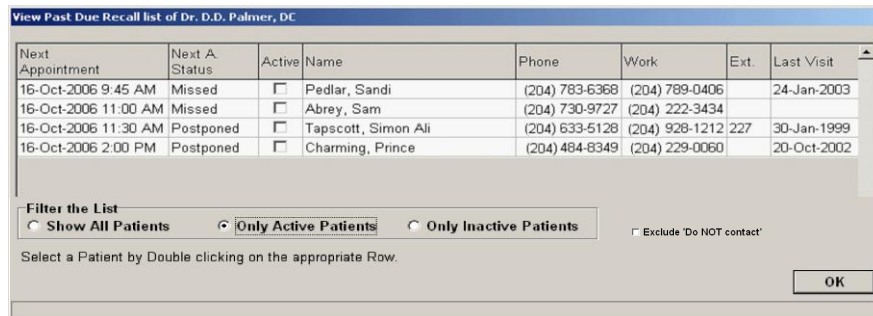 View Past Due Recall list of Dr. D.D. Palmer, DC
Next Appointment Next A. Status Active Name Phone Work Ext. Last Visit
16-Oct-2006 9:45 AM Missed Pedlar, Sandi (204) 783-6368 (204) 789-0406 24-Jan-2003
16-Oct-2006 11:00 AM Missed Abrey, Sam (204) 730-9727 (204) 222-3434
16-Oct-2006 11:30 AM Postponed Tapscott, Simon Ali (204) 633-5128 (204) 928-1212 227 30-Jan-1999
16-Oct-2006 2:00 PM Postponed Charming, Prince (204) 484-8349 (204) 229-0060 20-Oct-2002
Filter the List
Show All Patients Only Active Patients Only Inactive Patients Exclude 'Do NOT contact'
Select a Patient by Double clicking on the appropriate Row.
OK